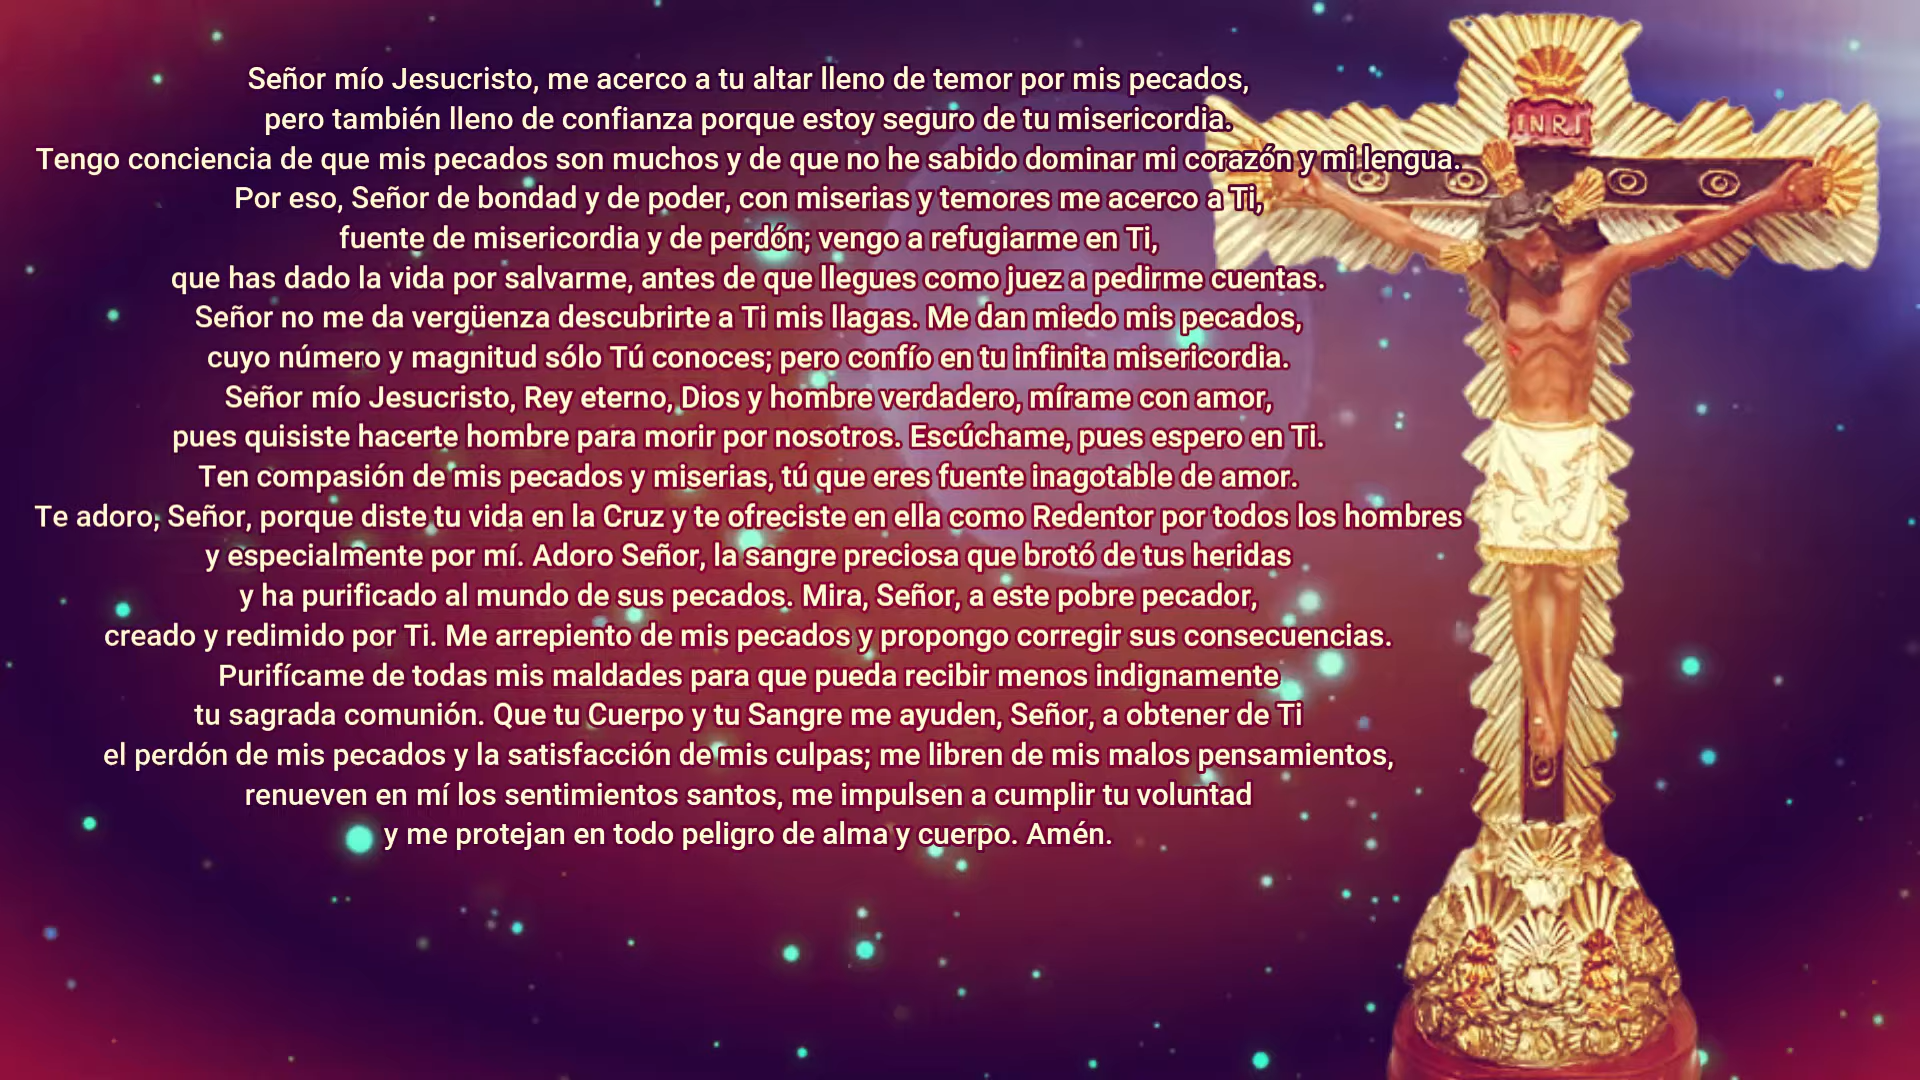 Señor mío Jesucristo, me acerco a tu altar lleno de temor por mis pecados,
pero también lleno de confianza porque estoy seguro de tu misericordia.
Tengo conciencia de que mis pecados son muchos y de que no he sabido dominar mi corazón y mi lengua.
Por eso, Señor de bondad y de poder, con miserias y temores me acerco a Ti,
fuente de misericordia y de perdón; vengo a refugiarme en Ti,
que has dado la vida por salvarme, antes de que llegues como juez a pedirme cuentas.
Señor no me da vergüenza descubrirte a Ti mis llagas. Me dan miedo mis pecados,
cuyo número y magnitud sólo Tú conoces; pero confío en tu infinita misericordia.
Señor mío Jesucristo, Rey eterno, Dios y hombre verdadero, mírame con amor,
pues quisiste hacerte hombre para morir por nosotros. Escúchame, pues espero en Ti.
Ten compasión de mis pecados y miserias, tú que eres fuente inagotable de amor.
Te adoro, Señor, porque diste tu vida en la Cruz y te ofreciste en ella como Redentor por todos los hombres
y especialmente por mí. Adoro Señor, la sangre preciosa que brotó de tus heridas
y ha purificado al mundo de sus pecados. Mira, Señor, a este pobre pecador,
creado y redimido por Ti. Me arrepiento de mis pecados y propongo corregir sus consecuencias.
Purifícame de todas mis maldades para que pueda recibir menos indignamente
tu sagrada comunión. Que tu Cuerpo y tu Sangre me ayuden, Señor, a obtener de Ti
el perdón de mis pecados y la satisfacción de mis culpas; me libren de mis malos pensamientos,
renueven en mí los sentimientos santos, me impulsen a cumplir tu voluntad
y me protejan en todo peligro de alma y cuerpo. Amén.
INRI